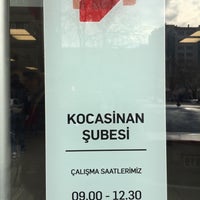 KOCASİNAN
ŞUBESİ
ÇALIŞMA SAATLERİMİZ
09.00 - 12.30